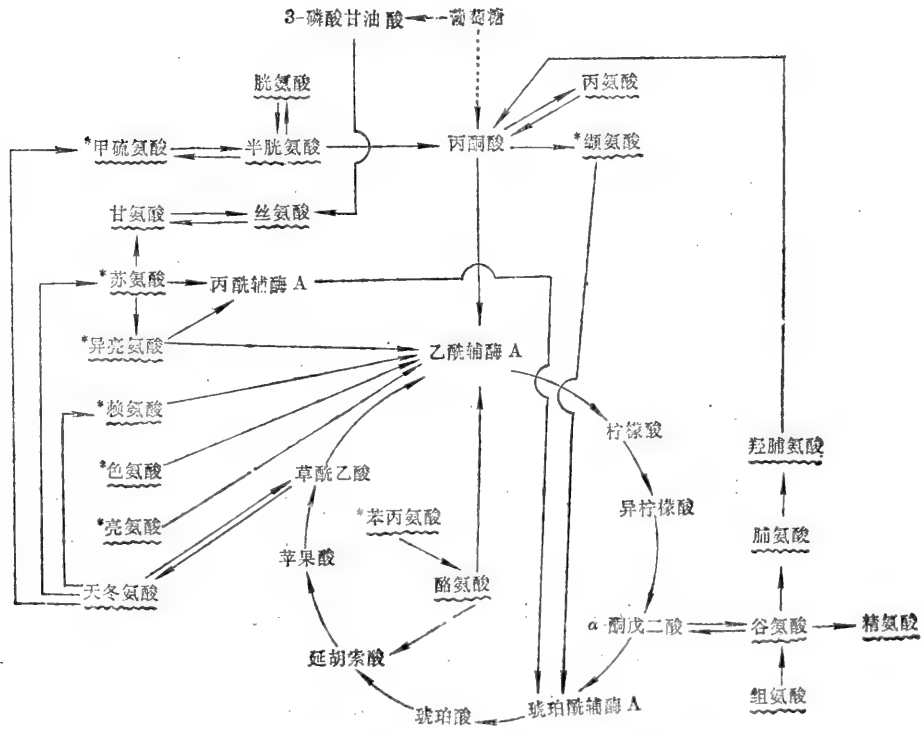 3-磷酸甘油酸 葡萄糖
胱氨酸 丙氨酸
*甲硫氨酸 半胱氨酸 丙酮酸 *缬氨酸
甘氨酸 丝氨酸
*苏氨酸 丙酰辅酶A
*异亮氨酸 乙酰辅酶A
*赖氨酸 柠檬酸
*色氨酸 草酰乙酸 羟脯氨酸
*亮氨酸 *苯丙氨酸 异柠檬酸
苹果酸 脯氨酸
天冬氨酸 酪氨酸
α-酮戊二酸 谷氨酸 精氨酸
延胡索酸
琥珀酸 琥珀酰辅酶A 组氨酸